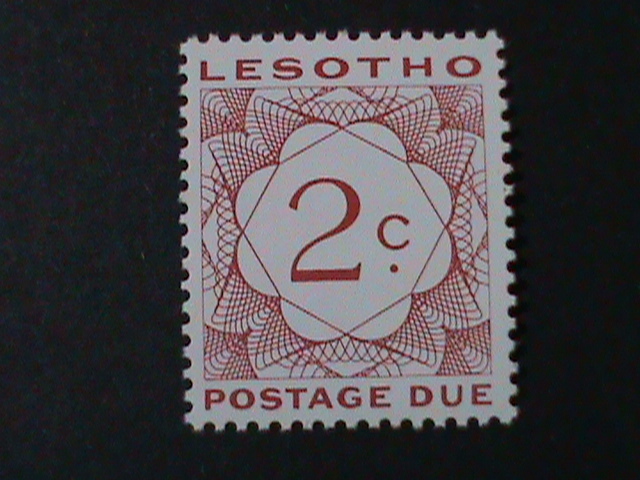 LESOTHO
2c.
POSTAGE DUE